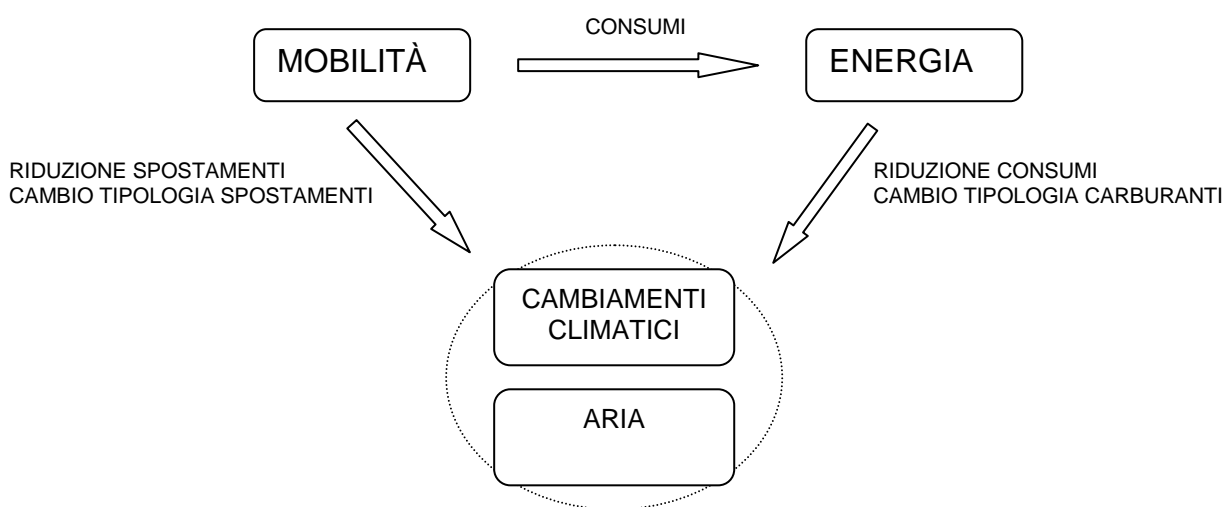 CONSUMI
MOBILITÀ
ENERGIA
RIDUZIONE SPOSTAMENTI
CAMBIO TIPOLOGIA SPOSTAMENTI
RIDUZIONE CONSUMI
CAMBIO TIPOLOGIA CARBURANTI
CAMBIAMENTI
CLIMATICI
ARIA